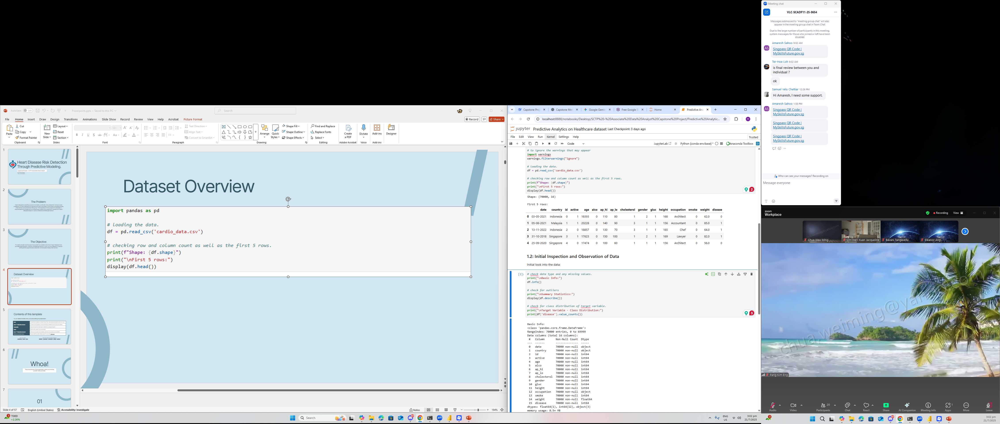 AutoSave Off
Powerpoint.pptx - Saved to this PC
Search
File Home Insert Draw Design Transitions Animations Slide Show Record Review View Help Acrobat Picture Format
Record
Share
Paste
Cut
Copy
Format Painter
Clipboard
New Slide
Layout
Reset
Section
Slides
Font
Text Direction
Align Text
Convert to SmartArt
Paragraph
Arrange
Quick Styles
Shape Fill
Shape Outline
Shape Effects
Drawing
Find and Replace
Replace Fonts
Select
Editing
Create a PDF
Adobe Acrobat
Dictate
Voice
Add-ins
Add-ins
Designer
1
Heart Disease Risk Detection
Through Predictive Modeling.
2
The Problem:
3
The Objective:
4
Dataset Overview
5
Contents of this template
6
Whoa!
7
01
Dataset Overview
import pandas as pd
# loading the data.
df = pd.read_csv('cardio_data.csv')
# checking row and column count as well as the first 5 rows.
print(f"Shape: {df.shape}")
print("\nFirst 5 rows:")
display(df.head())
Slide 4 of 57
English (United States)
Accessibility: Investigate
Notes
194%
Capstone Proj
Capstone Mer
Google Gemin
Free Google S
Home
Predictive Ana
localhost:8888/notebooks/Desktop/SCTP%20-%20Associate%20Data%20Analyst%20Capstone%20Project/Predictive%20Analytic...
jupyter Predictive Analytics on Healthcare dataset Last Checkpoint: 3 days ago
File Edit View Run Kernel Settings Help
Trusted
Code
JupyterLab
Python [conda env:base] *
Anaconda Toolbox
# to ignore the warnings that may appear
import warnings
warnings.filterwarnings("ignore")
# loading the data.
df = pd.read_csv('cardio_data.csv')
# checking row and column count as well as the first 5 rows.
print(f"Shape: {df.shape}")
print("\nFirst 5 rows:")
display(df.head())
2
Shape: (70000, 16)
First 5 rows:
date country id active age alco ap_hi ap_lo cholesterol gender gluc height occupation smoke weight disease
0 03-05-2021 Indonesia 0 1 18393 0 110 80 1 2 1 168 Architect 0 62.0 0
1 05-08-2021 Malaysia 1 1 20228 0 140 90 3 1 1 156 Accountant 0 85.0 1
2 13-11-2022 Indonesia 2 0 18857 0 130 70 3 1 1 165 Chef 0 64.0 1
3 31-10-2018 Singapore 3 1 17623 0 150 100 1 2 1 169 Lawyer 0 82.0 1
4 25-09-2020 Singapore 4 0 17474 0 100 60 1 1 1 156 Architect 0 56.0 0
1.2: Initial Inspection and Observation of Data
Initial look into the data:
[2]:
# check data type and any missing values.
print("\nBasic Info:")
df.info()
# check for outliers
print("\nSummary Statistics:")
display(df.describe())
# check for class distribution of target variable.
print("\nTarget Variable - Class Distribution:")
print(df['disease'].value_counts())
3
Basic Info:
<class 'pandas.core.frame.DataFrame'>
RangeIndex: 70000 entries, 0 to 69999
Data columns (total 16 columns):
# Column Non-Null Count Dtype
--- ------ -------------- -----
0 date 70000 non-null object
1 country 70000 non-null object
2 id 70000 non-null int64
3 active 70000 non-null int64
4 age 70000 non-null int64
5 alco 70000 non-null int64
6 ap_hi 70000 non-null int64
7 ap_lo 70000 non-null int64
8 cholesterol 70000 non-null int64
9 gender 70000 non-null int64
10 gluc 70000 non-null int64
11 height 70000 non-null int64
12 occupation 70000 non-null object
13 smoke 70000 non-null int64
14 weight 70000 non-null float64
15 disease 70000 non-null int64
dtypes: float64(1), int64(12), object(3)
memory usage: 8.5+ MB
Meeting chat
VLC-SCADF11-25-0654
Messages addressed to "meeting group chat" will also
appear in the meeting group chat in Team Chat
Due to the large number of participants in this meeting,
system messages for those who joined or left have been
disabled
Amaresh Sahoo 9:02 AM
AS
Singpass QR Code |
MySkillsFuture.gov.sg
Ter-Hoe Loh 9:02 AM
is final review between you and
individual ?
ok
Samuel Velu Chettiar 12:26 PM
Hi Amaresh, I need some support.
Amaresh Sahoo 1:58 PM
AS
Singpass QR Code |
MySkillsFuture.gov.sg
Singpass QR Code |
MySkillsFuture.gov.sg
Singpass QR Code |
MySkillsFuture.gov.sg
Who can see your messages? Recording on
Message everyone
zoom
Workplace
Recording
View
Chua Wee Ming
Lim Wen Xuan Jacqueline
Bavani Tangavellu
Eleanor Ang
Pang Kim Eng
Audio
Video
Participants
20
Chat
React
Share
AI Companion
Meeting info
Apps
1
More
Leave
3
TDED
+2.26%
Search
ENG
US
3:02 pm
21/7/2025
3
3:02 pm
21/7/2025